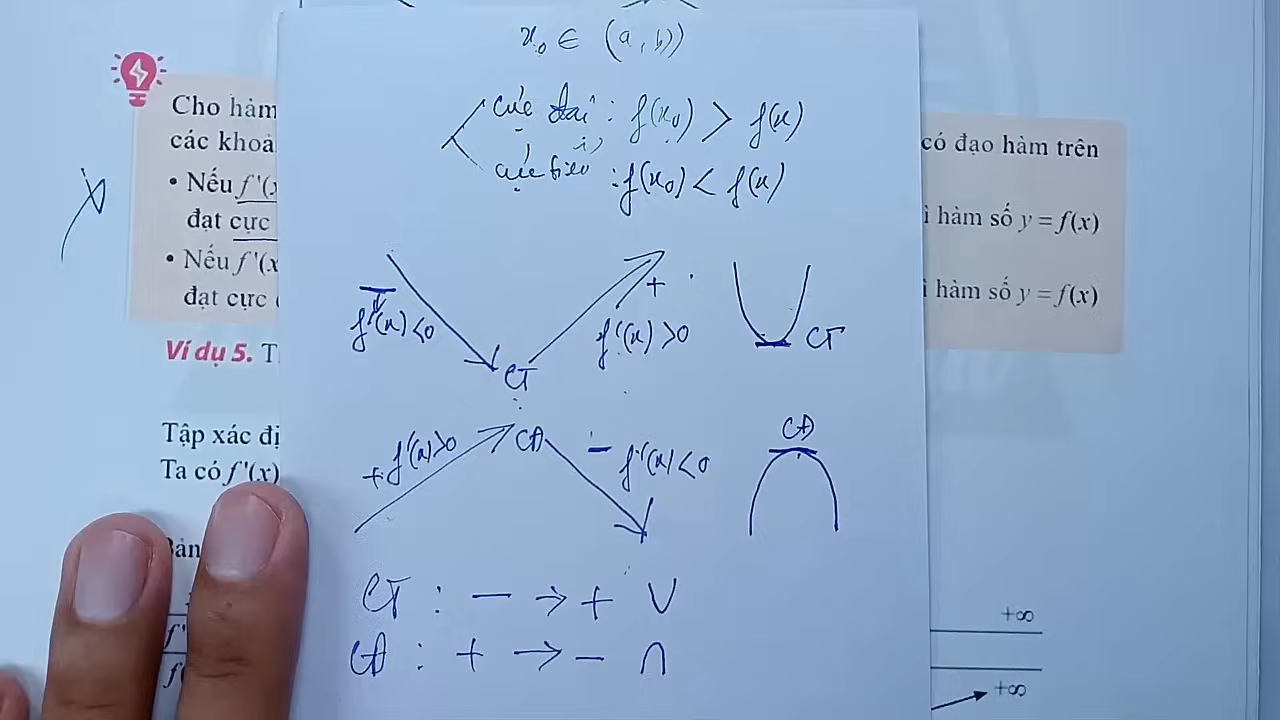 x₀ ∈ (a, b))
cực đại : f(x₀) > f(x)
cực tiểu : f(x₀) < f(x)
Cho hàm
có đạo hàm trên
các khoả
• Nếu f'(x
ì hàm số y = f(x)
đạt cực
• Nếu f'(x
ì hàm số y = f(x)
đạt cực
− +
f'(x) <0 f'(x) >0
CT CT
Ví dụ 5. T
CĐ CĐ
+ f'(x)>0 − f'(x) <0
Tập xác đị
Ta có f'(x)
Bản
CT : − → + ∪
CĐ : + → − ∩
+∞
f'
f(
+∞